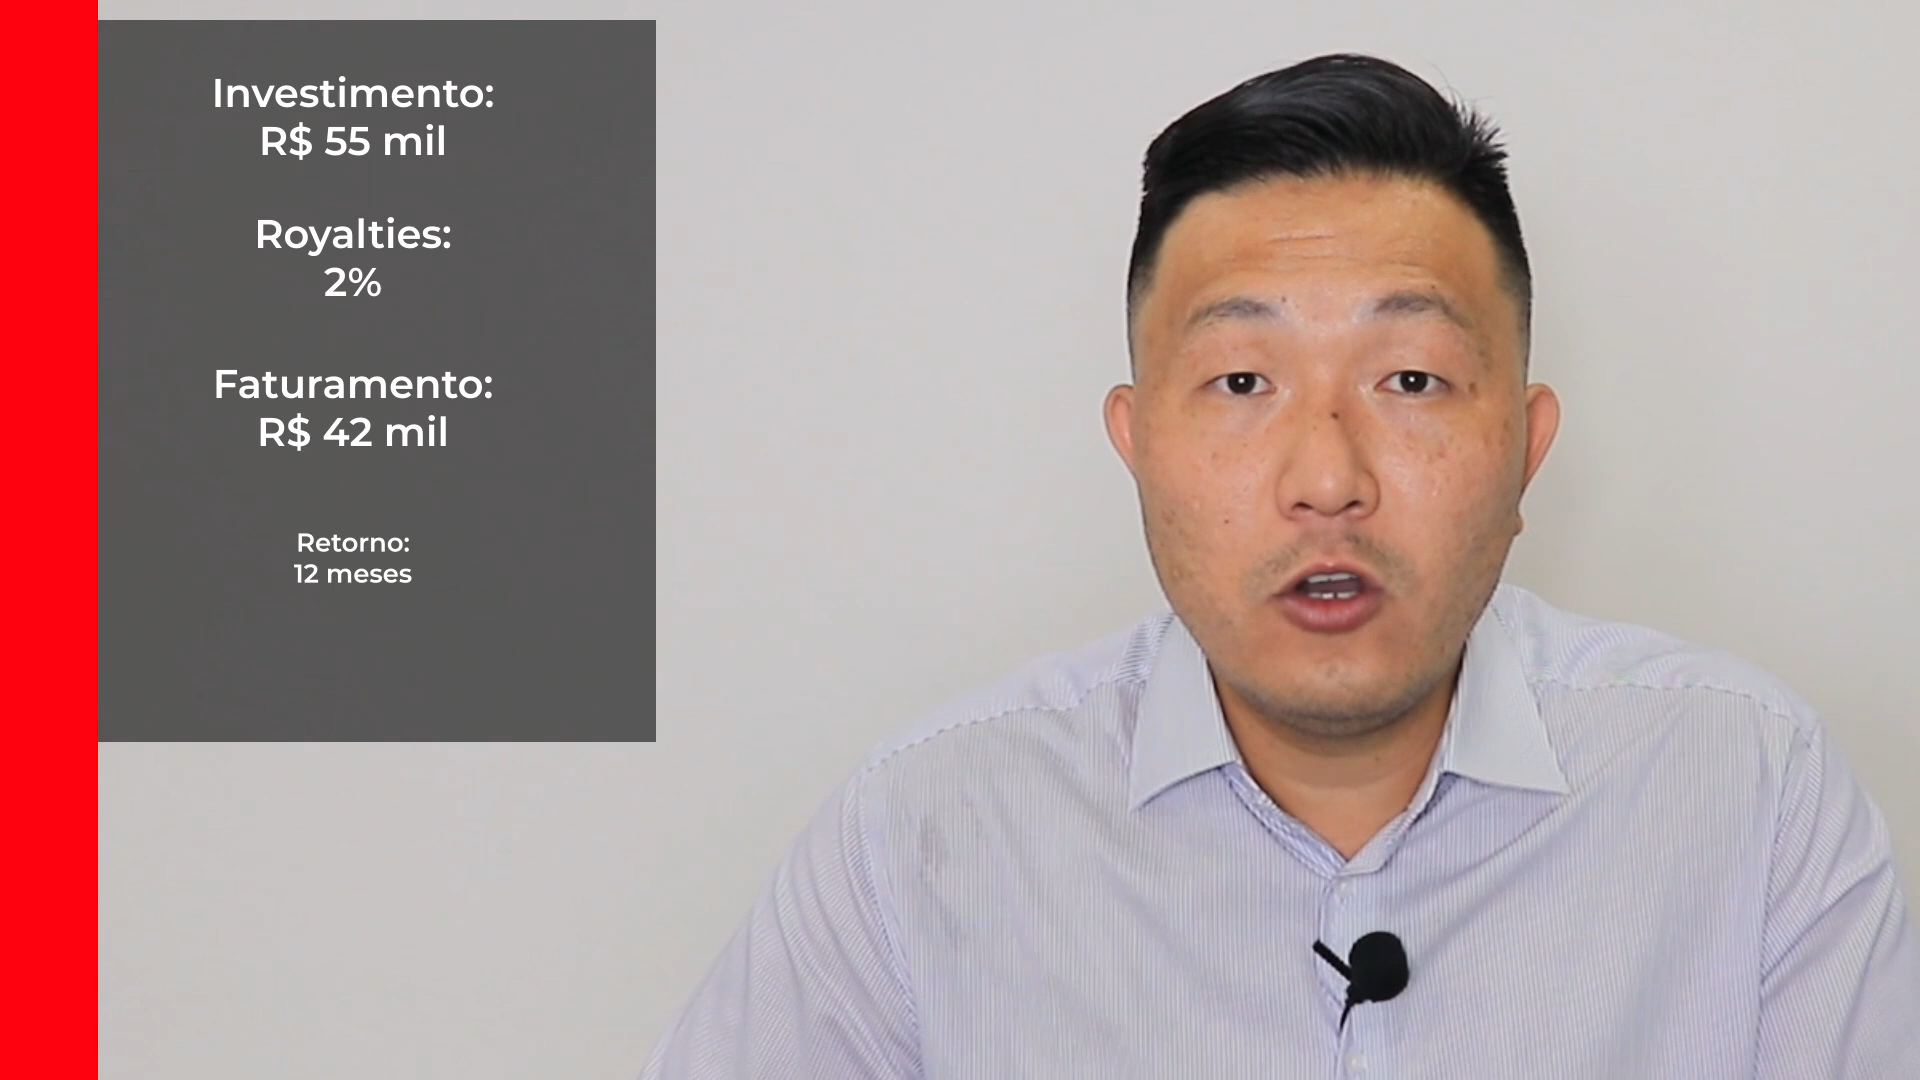 Investimento:
R$ 55 mil
Royalties:
2%
Faturamento:
R$ 42 mil
Retorno:
12 meses